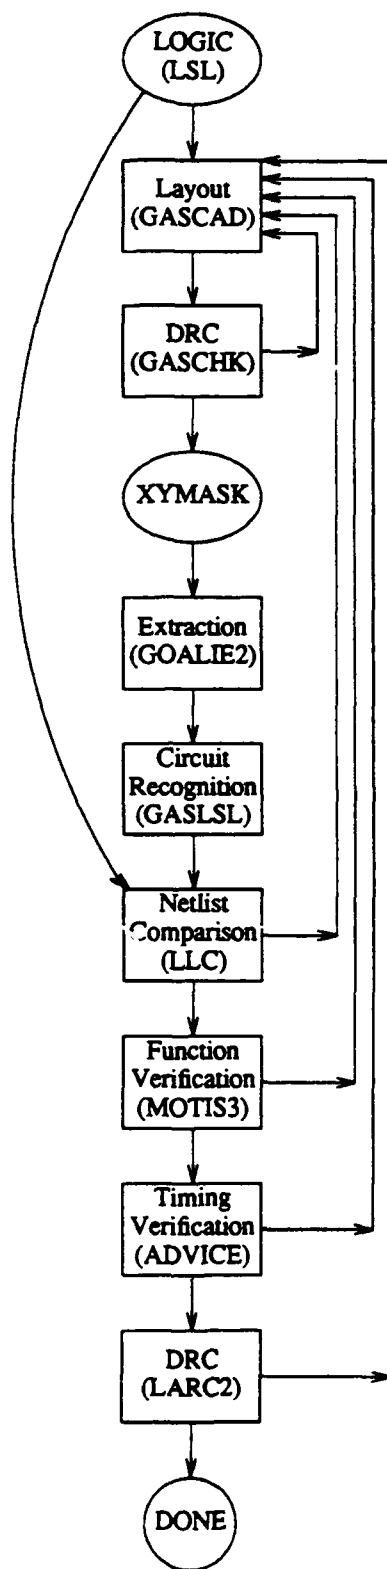 LOGIC
(LSL)
Layout
(GASCAD)
DRC
(GASCHK)
XYMASK
Extraction
(GOALIE2)
Circuit
Recognition
(GASLSL)
Netlist
Comparison
(LLC)
Function
Verification
(MOTIS3)
Timing
Verification
(ADVICE)
DRC
(LARC2)
DONE